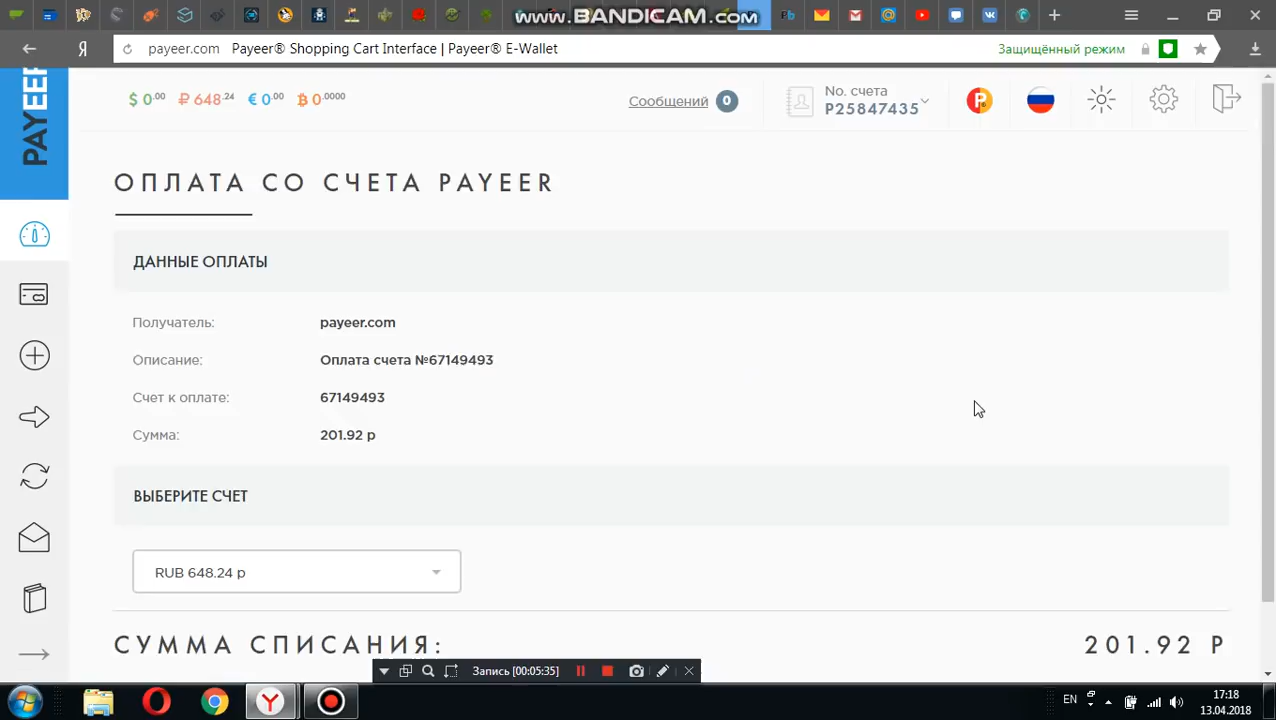 www.BANDICAM.com
payeer.com Payeer® Shopping Cart Interface | Payeer® E-Wallet
Защищённый режим
PAYEER
$ 0.00 ₽ 648.24 € 0.00 ฿ 0.0000
Сообщений 0
No. счета
P25847435
ОПЛАТА СО СЧЕТА PAYEER
ДАННЫЕ ОПЛАТЫ
Получатель: payeer.com
Описание: Оплата счета №67149493
Счет к оплате: 67149493
Сумма: 201.92 р
ВЫБЕРИТЕ СЧЕТ
RUB 648.24 р
СУММА СПИСАНИЯ: 201.92 Р
Запись [00:05:35]
EN
17:18
13.04.2018